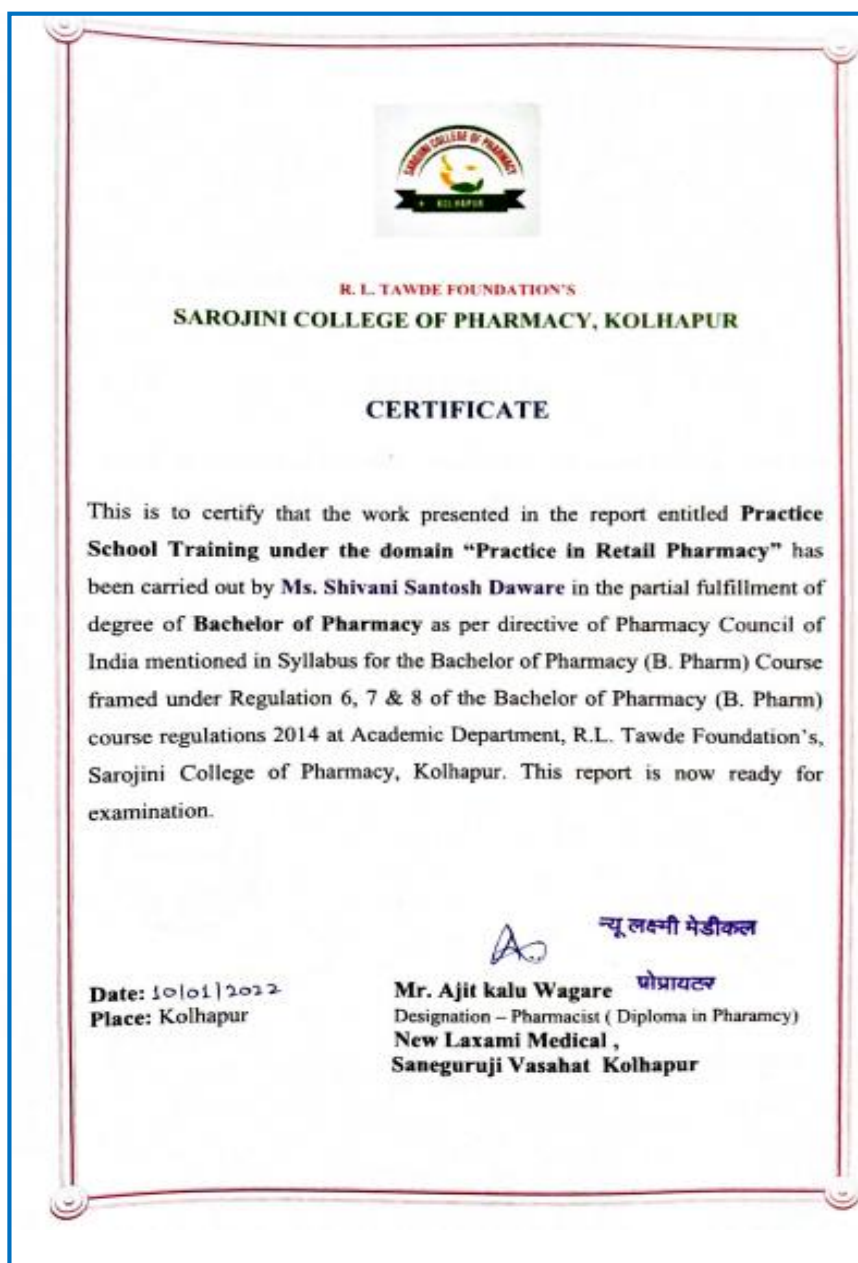 SAROJINI COLLEGE OF PHARMACY
KOLHAPUR
R. L. TAWDE FOUNDATION'S
SAROJINI COLLEGE OF PHARMACY, KOLHAPUR
CERTIFICATE
This is to certify that the work presented in the report entitled Practice
School Training under the domain “Practice in Retail Pharmacy” has
been carried out by Ms. Shivani Santosh Daware in the partial fulfillment of
degree of Bachelor of Pharmacy as per directive of Pharmacy Council of
India mentioned in Syllabus for the Bachelor of Pharmacy (B. Pharm) Course
framed under Regulation 6, 7 & 8 of the Bachelor of Pharmacy (B. Pharm)
course regulations 2014 at Academic Department, R.L. Tawde Foundation's,
Sarojini College of Pharmacy, Kolhapur. This report is now ready for
examination.
न्यू लक्ष्मी मेडीकल
प्रोप्रायटर
Date: 10/01/2022
Place: Kolhapur
Mr. Ajit kalu Wagare
Designation – Pharmacist ( Diploma in Pharamcy)
New Laxami Medical ,
Saneguruji Vasahat Kolhapur